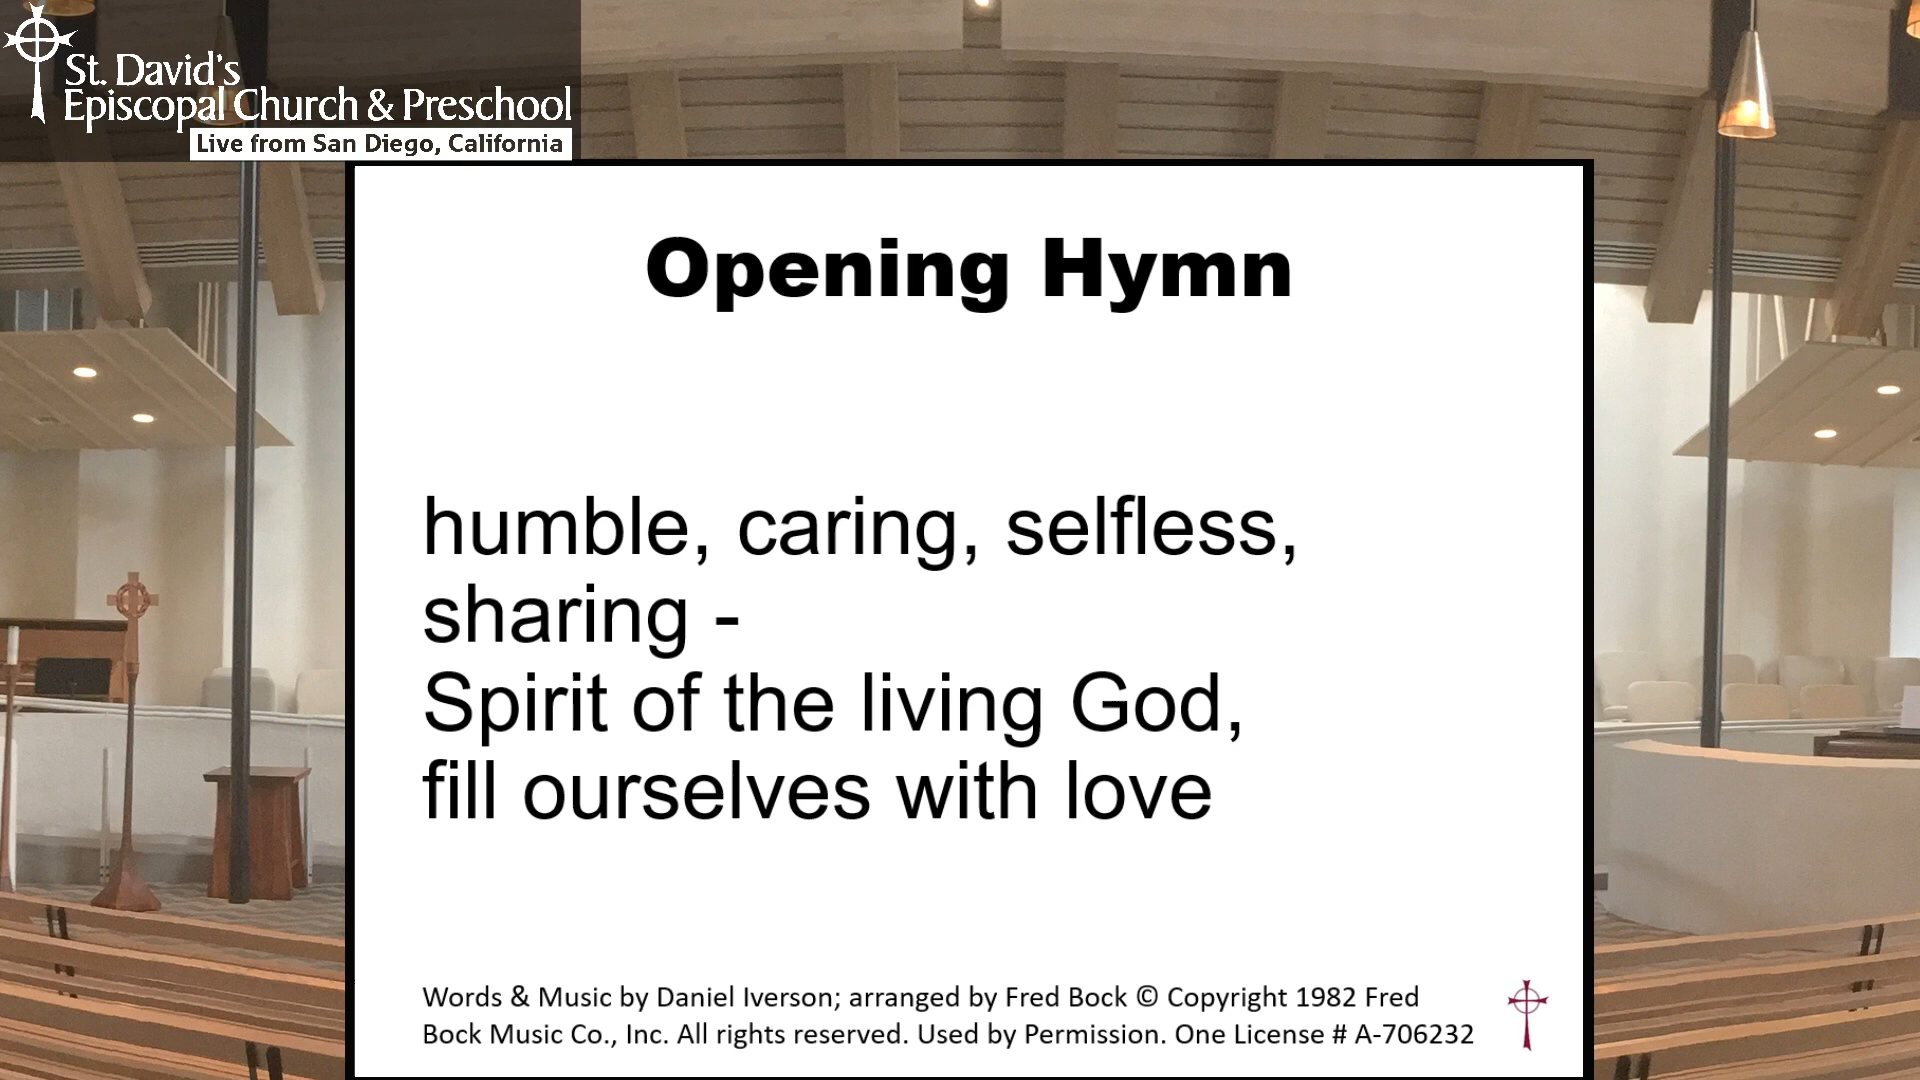 St. David's
Episcopal Church & Preschool
Live from San Diego, California
Opening Hymn
humble, caring, selfless,
sharing -
Spirit of the living God,
fill ourselves with love
Words & Music by Daniel Iverson; arranged by Fred Bock © Copyright 1982 Fred
Bock Music Co., Inc. All rights reserved. Used by Permission. One License # A-706232